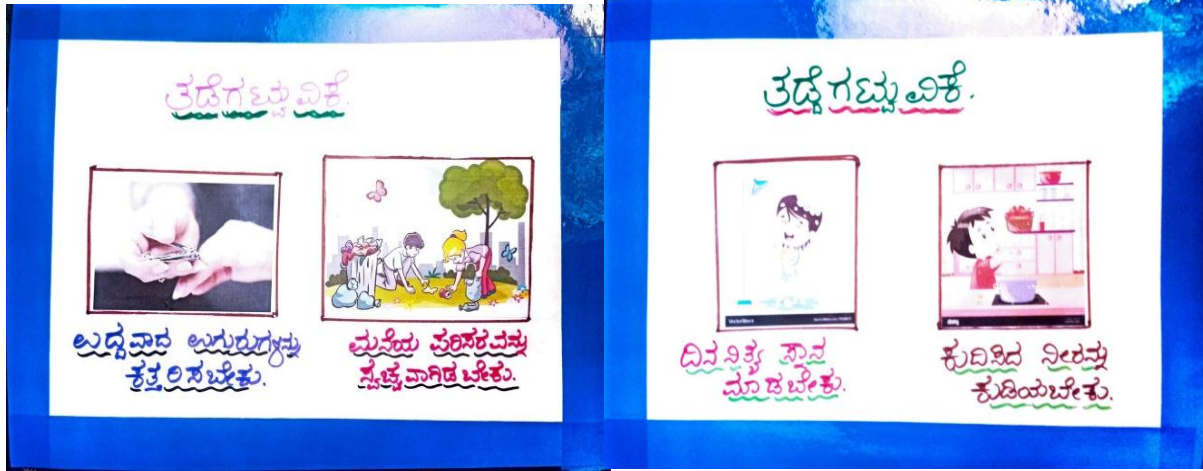 ತಡೆಗಟ್ಟುವಿಕೆ.
ಉದ್ದವಾದ ಉಗುರುಗಳನ್ನು
ಕತ್ತರಿಸಬೇಕು.
ಮನೆಯ ಪರಿಸರವನ್ನು
ಸ್ವಚ್ಛವಾಗಿಡಬೇಕು.
ತಡೆಗಟ್ಟುವಿಕೆ.
ದಿನನಿತ್ಯ ಸ್ನಾನ
ಮಾಡಬೇಕು.
ಕುದಿಸಿದ ನೀರನ್ನು
ಕುಡಿಯಬೇಕು.